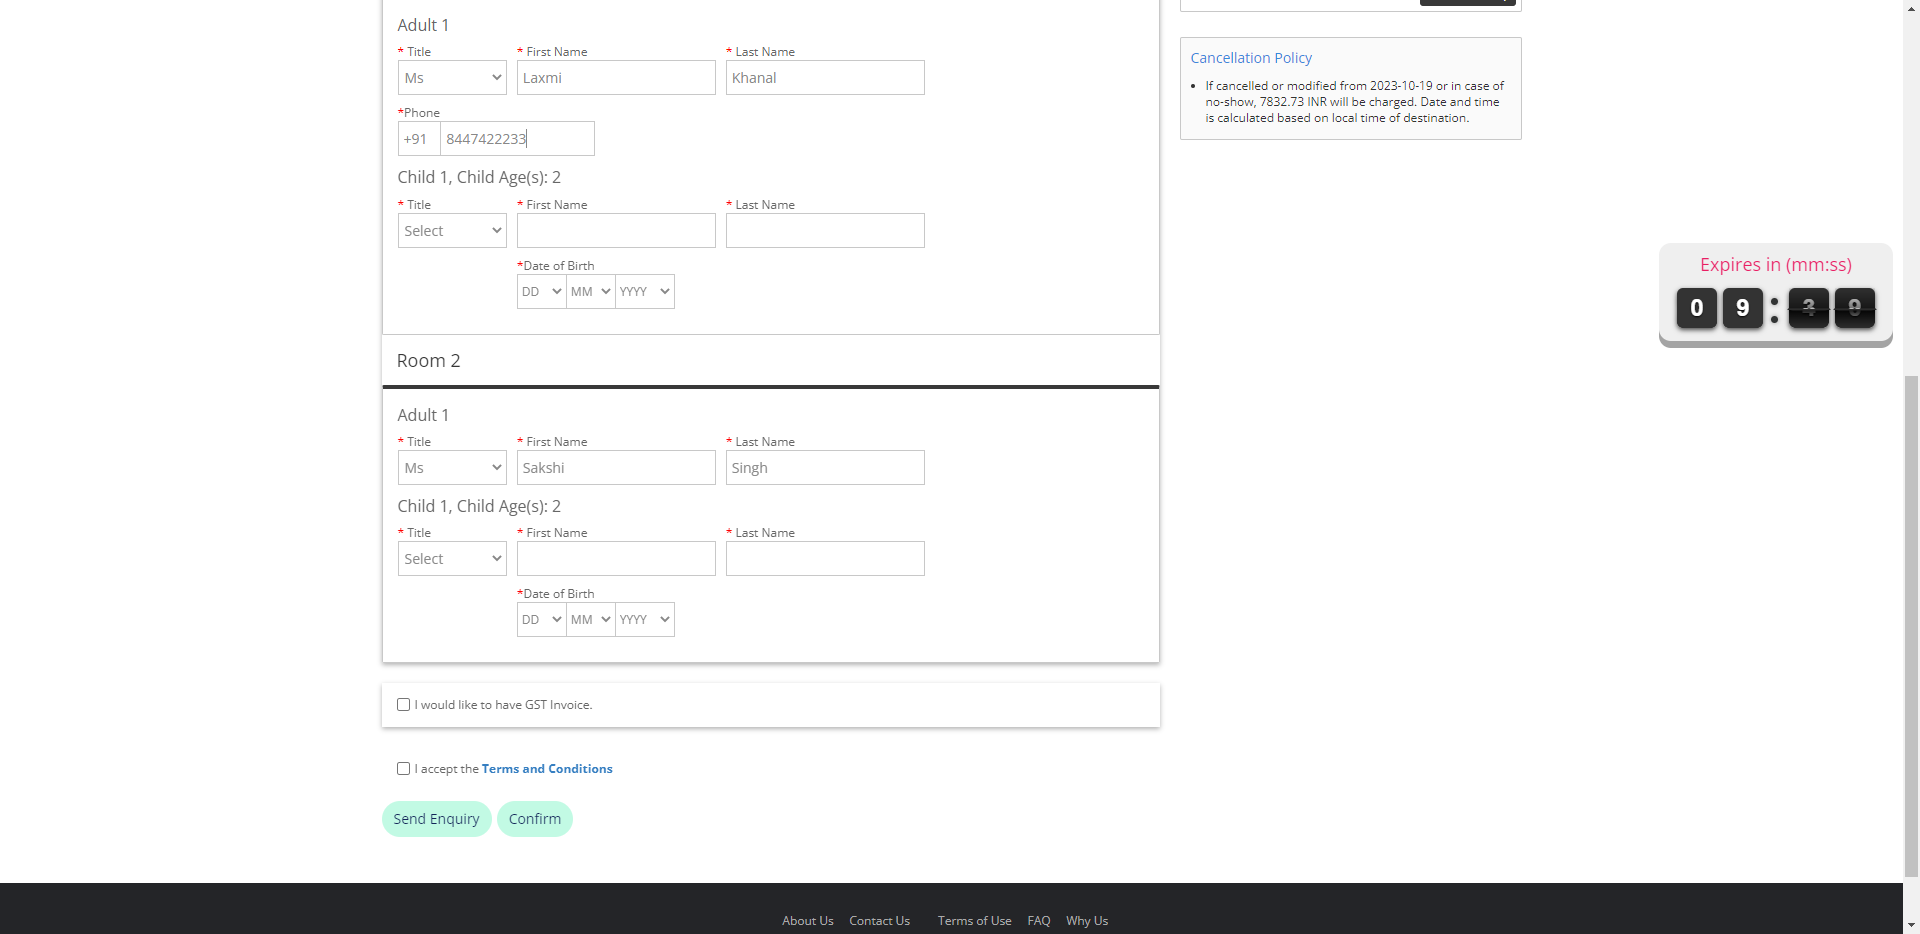 Adult 1
* Title
* First Name
* Last Name
Ms
Laxmi
Khanal
*Phone
+91
8447422233
Child 1, Child Age(s): 2
* Title
* First Name
* Last Name
Select
*Date of Birth
DD
MM
YYYY
Room 2
Adult 1
* Title
* First Name
* Last Name
Ms
Sakshi
Singh
Child 1, Child Age(s): 2
* Title
* First Name
* Last Name
Select
*Date of Birth
DD
MM
YYYY
I would like to have GST Invoice.
I accept the Terms and Conditions
Send Enquiry
Confirm
Cancellation Policy
If cancelled or modified from 2023-10-19 or in case of
no-show, 7832.73 INR will be charged. Date and time
is calculated based on local time of destination.
Expires in (mm:ss)
09:
About Us
Contact Us
Terms of Use
FAQ
Why Us